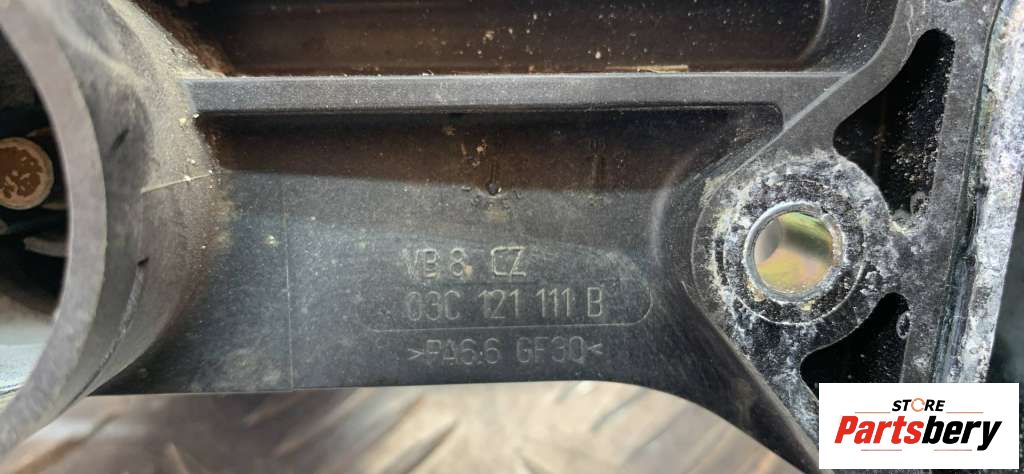 VB 8 CZ
03C 121 111 B
>PA6.6 GF30<
STORE
Partsbery